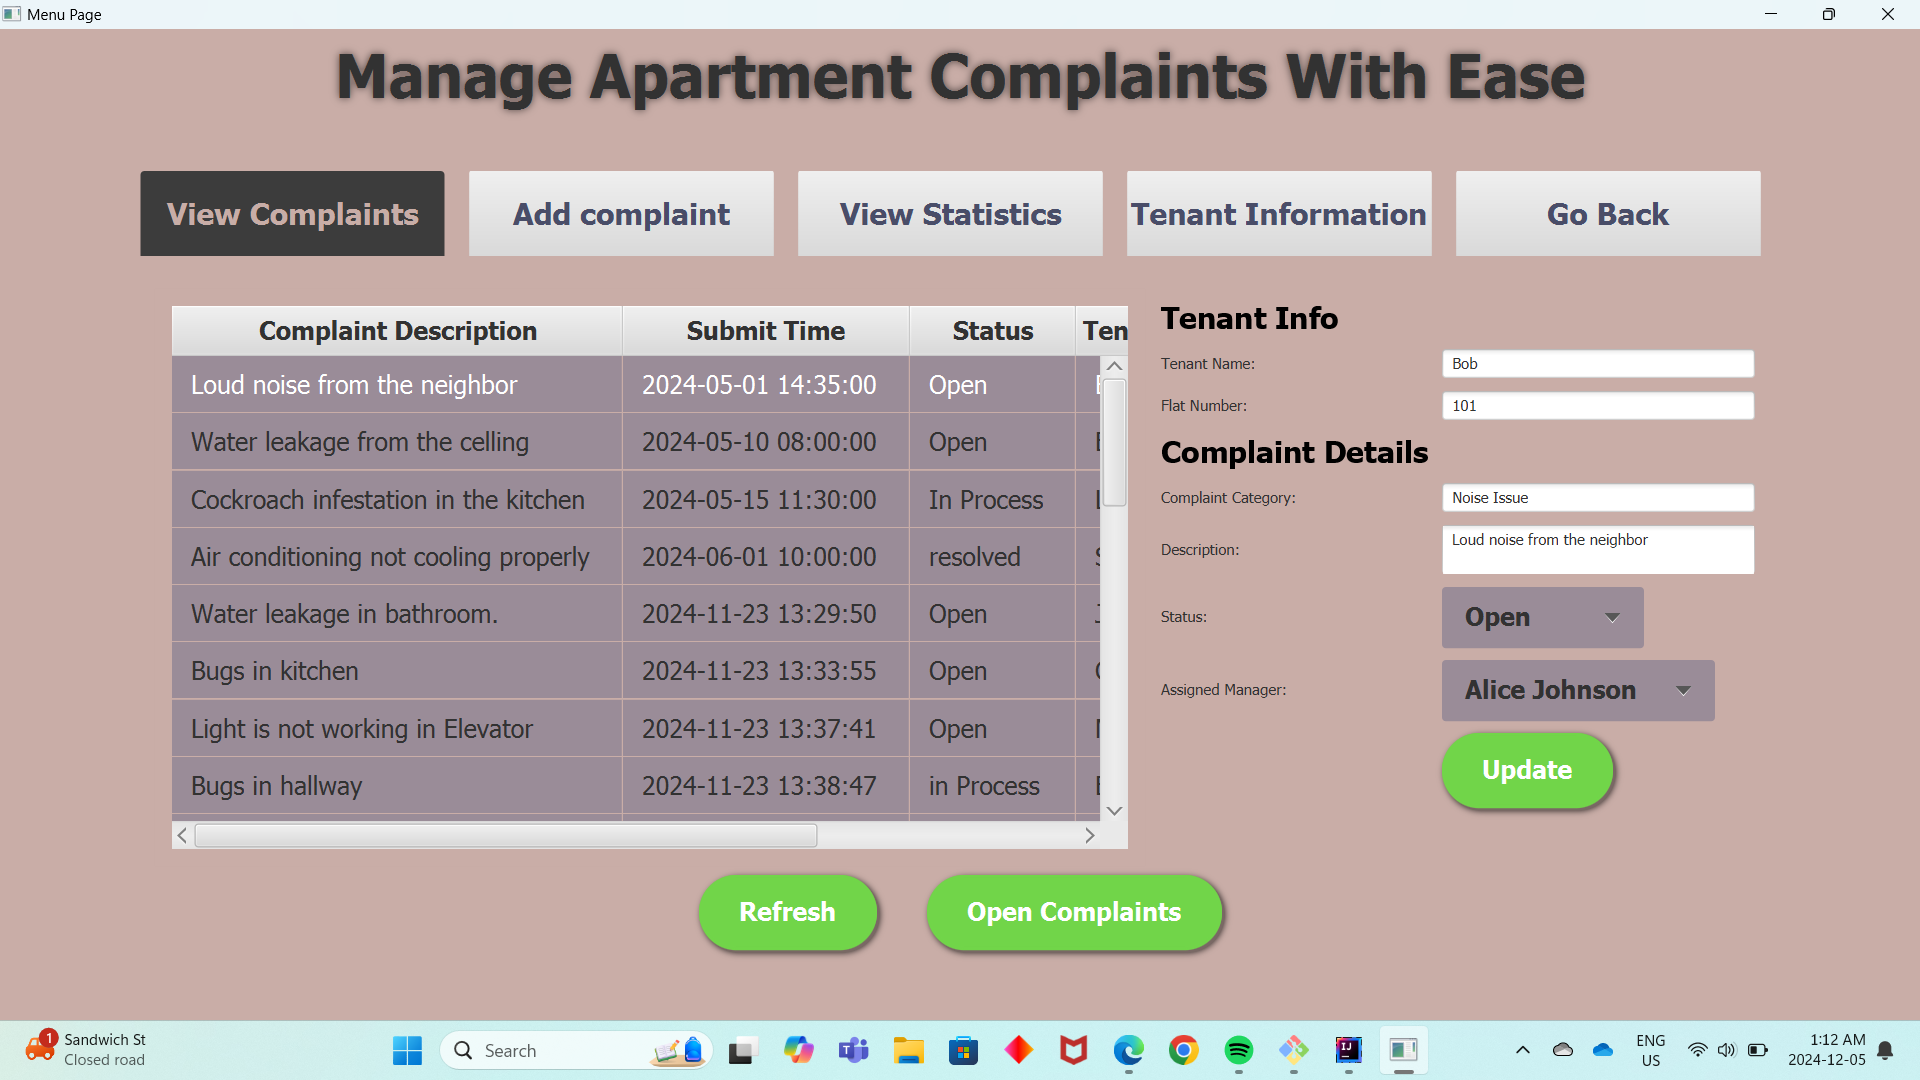 Menu Page
Manage Apartment Complaints With Ease
View Complaints
Add complaint
View Statistics
Tenant Information
Go Back
Complaint Description Submit Time Status Ten
Loud noise from the neighbor 2024-05-01 14:35:00 Open
Water leakage from the celling 2024-05-10 08:00:00 Open
Cockroach infestation in the kitchen 2024-05-15 11:30:00 In Process
Air conditioning not cooling properly 2024-06-01 10:00:00 resolved
Water leakage in bathroom. 2024-11-23 13:29:50 Open
Bugs in kitchen 2024-11-23 13:33:55 Open
Light is not working in Elevator 2024-11-23 13:37:41 Open
Bugs in hallway 2024-11-23 13:38:47 in Process
Tenant Info
Tenant Name: Bob
Flat Number: 101
Complaint Details
Complaint Category: Noise Issue
Description: Loud noise from the neighbor
Status: Open
Assigned Manager: Alice Johnson
Update
Refresh
Open Complaints
1
Sandwich St
Closed road
Search
ENG
US
1:12 AM
2024-12-05